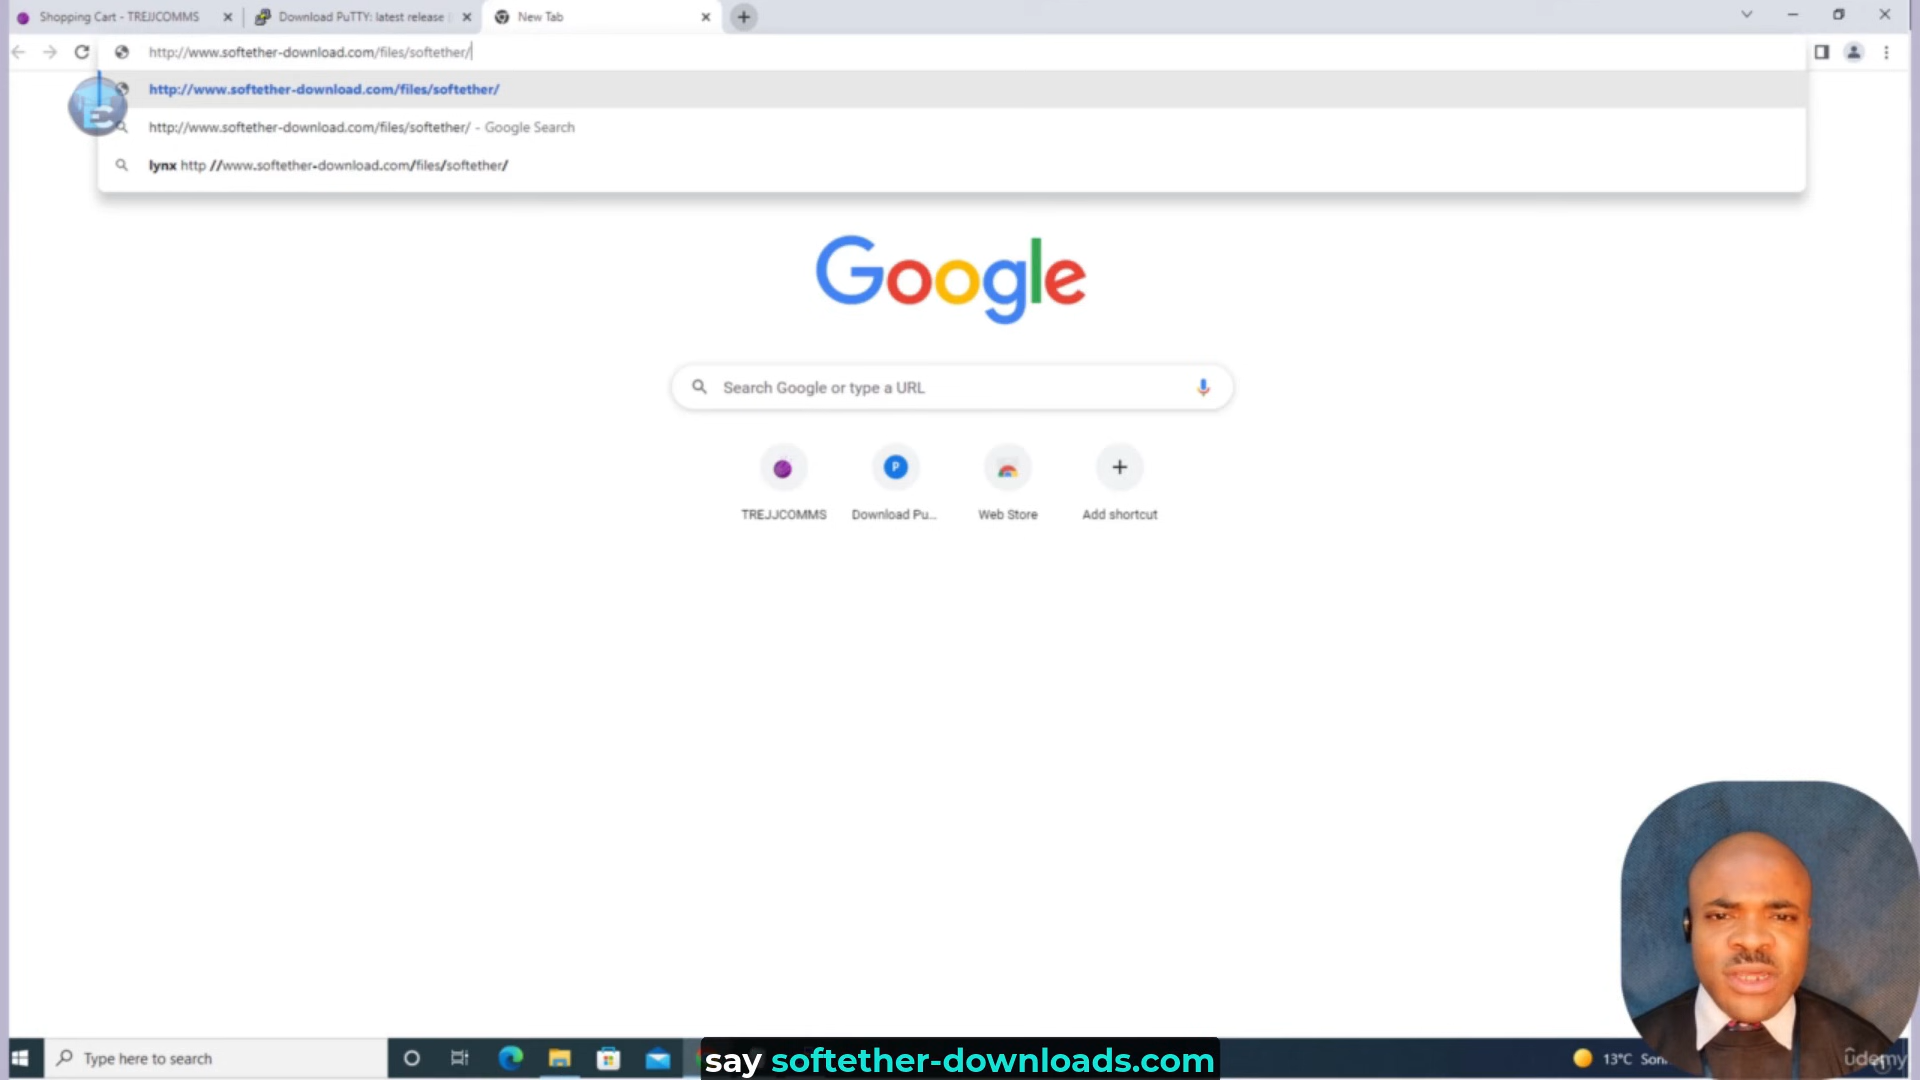 Shopping Cart - TREJJCOMMS
Download PuTTY: latest release
New Tab
http://www.softether-download.com/files/softether/
http://www.softether-download.com/files/softether/
http://www.softether-download.com/files/softether/ - Google Search
lynx http //www.softether-download.com/files/softether/
Google
Search Google or type a URL
P
TREJJCOMMS
Download Pu...
Web Store
Add shortcut
Type here to search
say softether-downloads.com
13°C
udemy